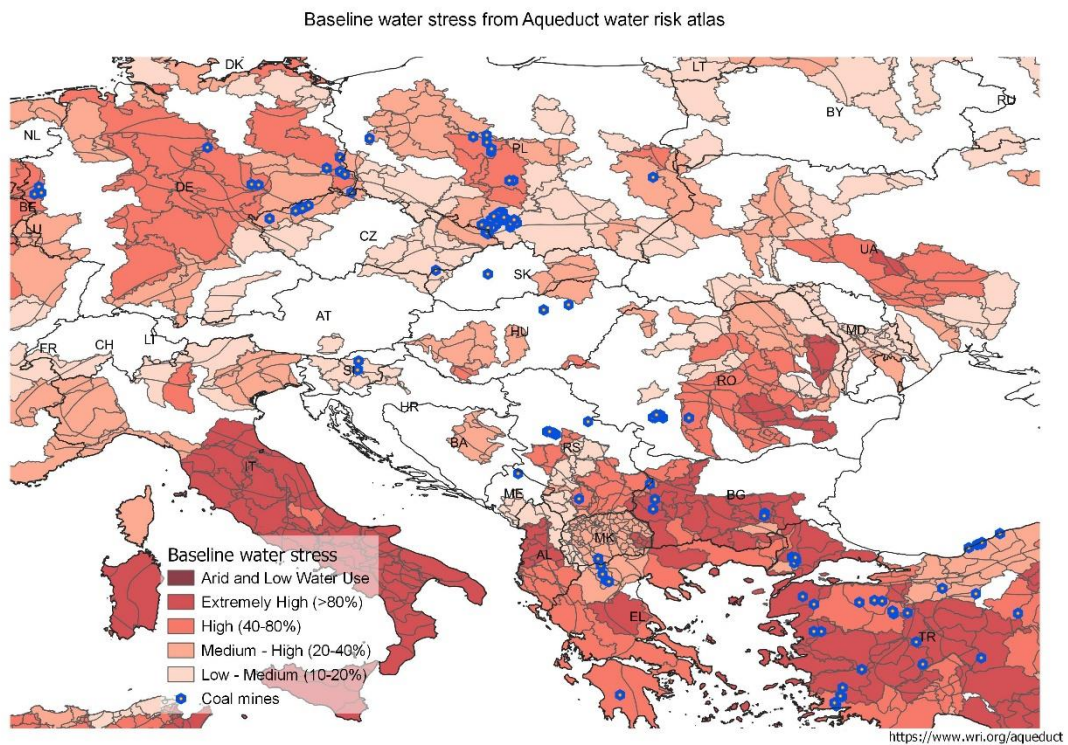 Baseline water stress from Aqueduct water risk atlas
DK
LT
RU
BY
NL
PL
DE
BE
LU
CZ
UA
SK
AT
HU
MD
FR
CH
LT
SI
RO
HR
BA
RS
IT
ME
BG
MK
AL
EL
TR
Baseline water stress
Arid and Low Water Use
Extremely High (>80%)
High (40-80%)
Medium - High (20-40%)
Low - Medium (10-20%)
Coal mines
https://www.wri.org/aqueduct